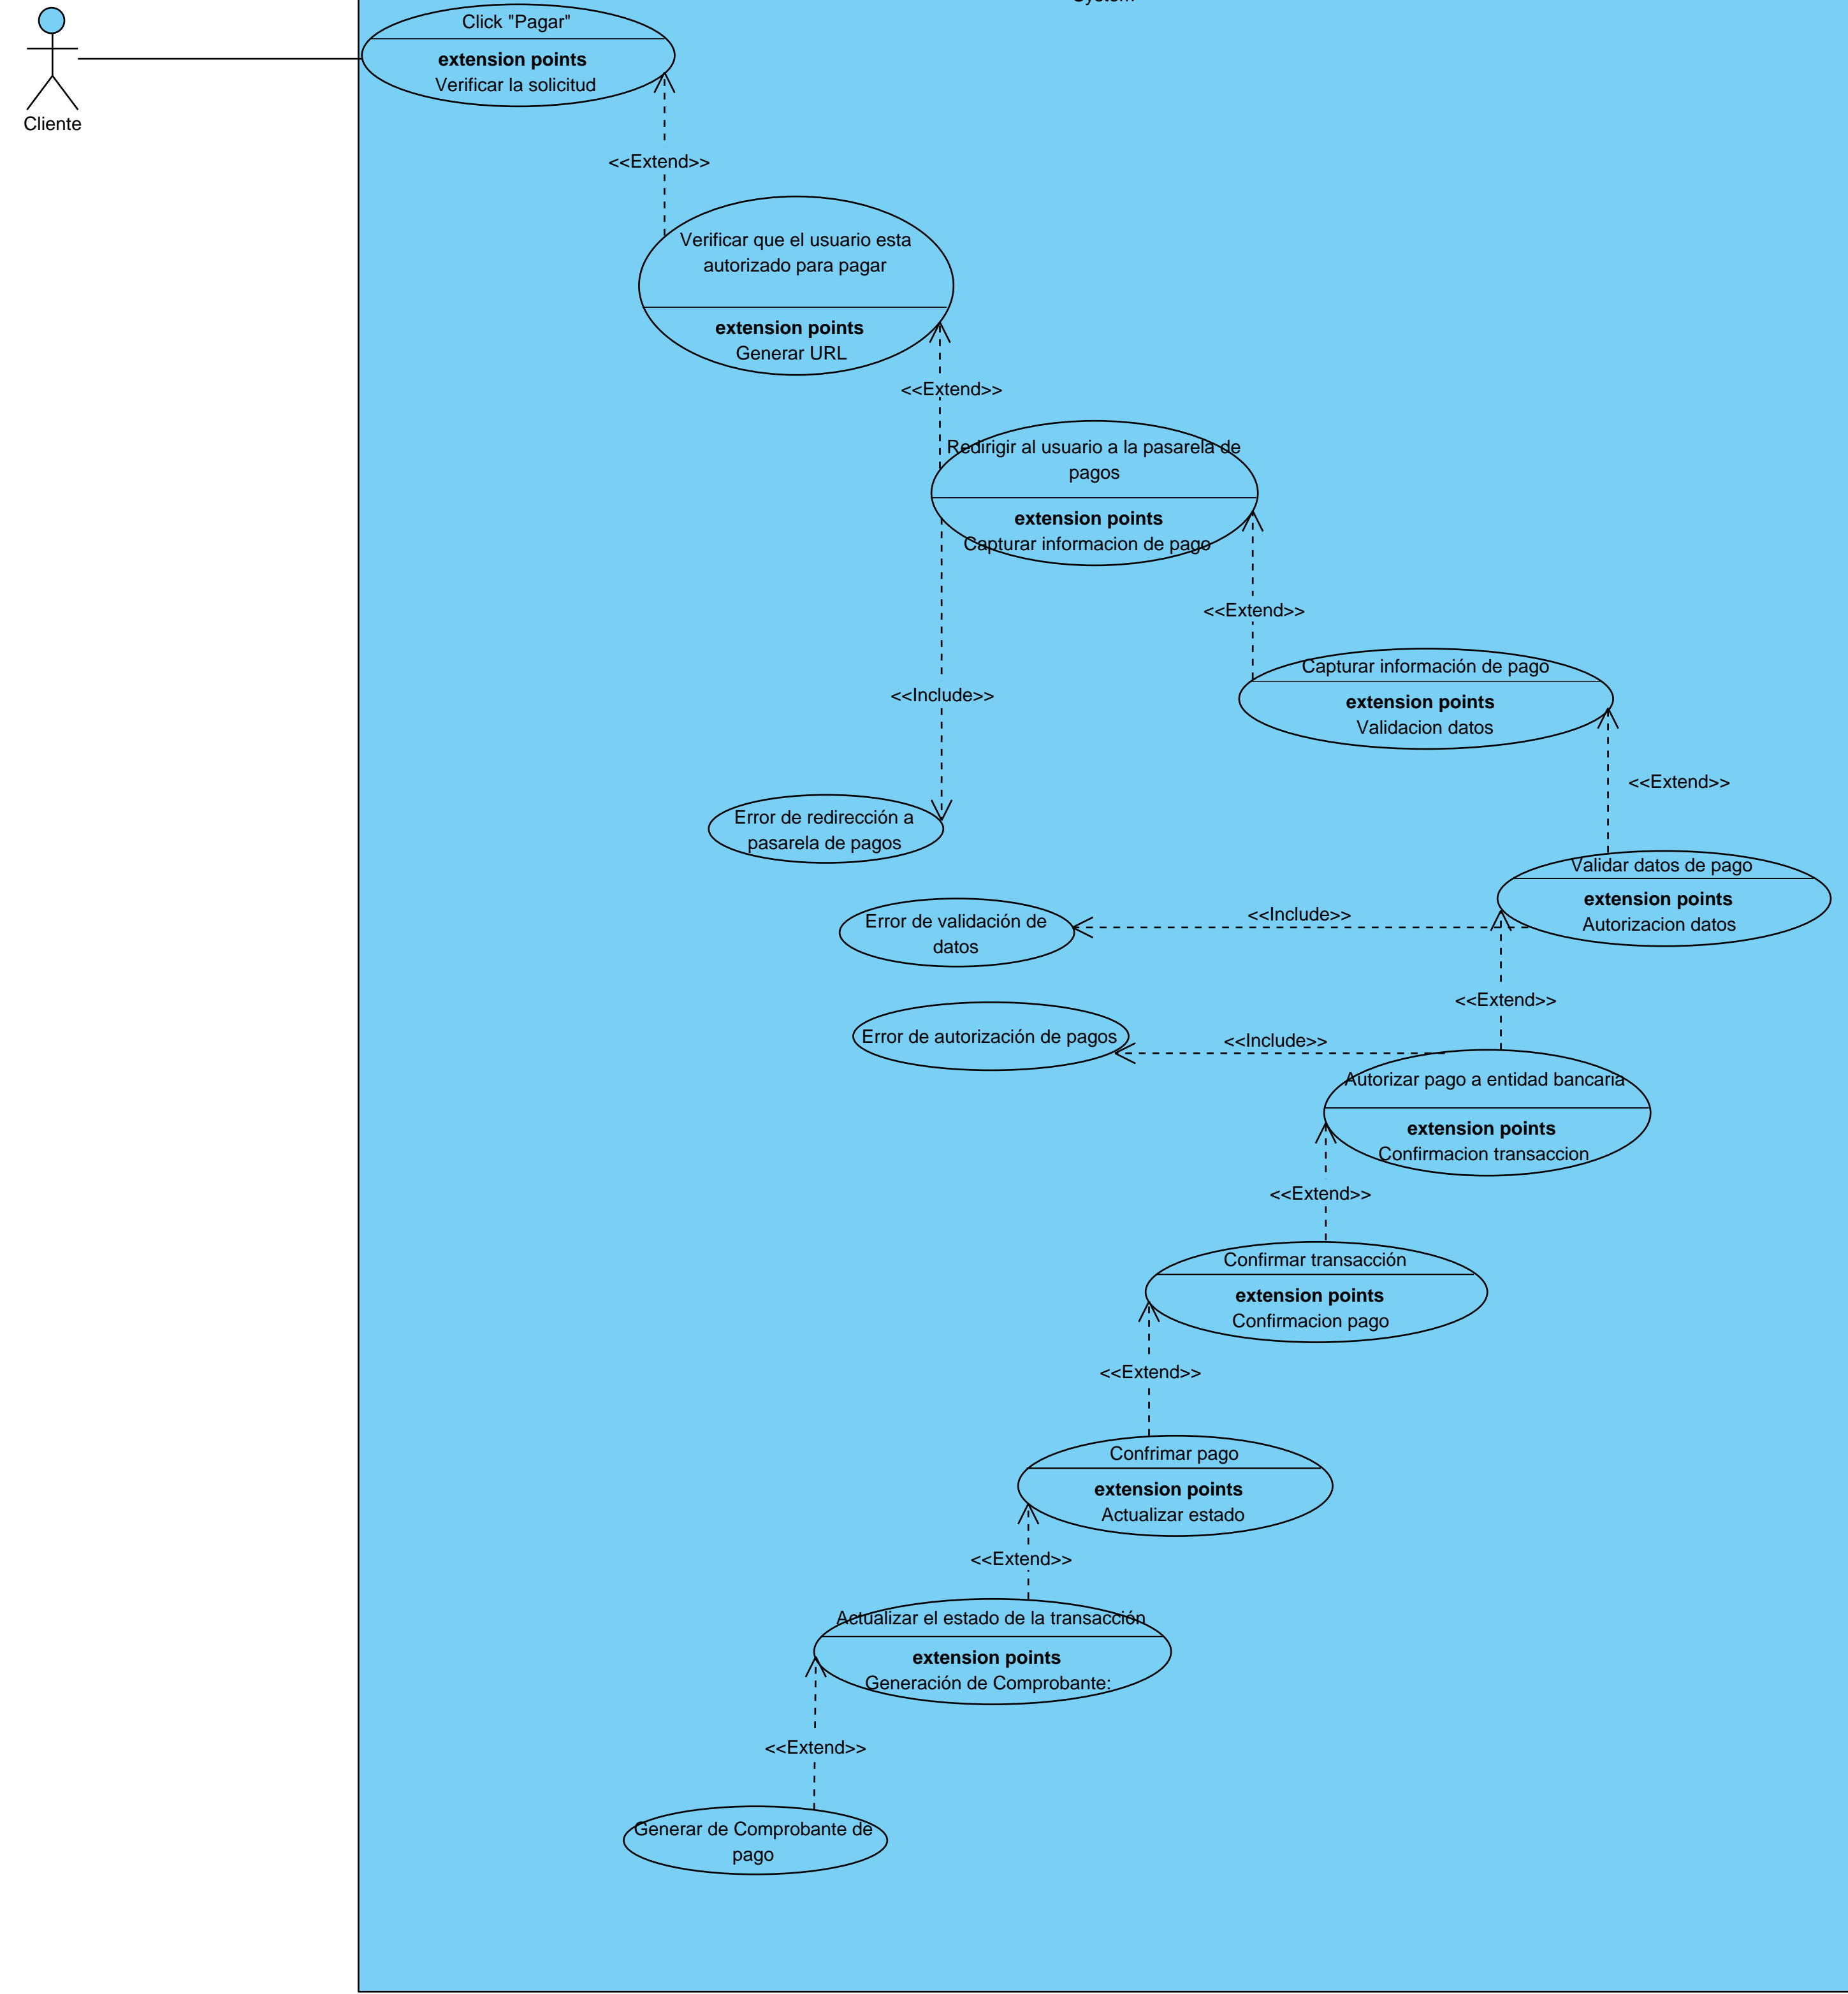 System
Click "Pagar"
extension points
Verificar la solicitud
Cliente
<<Extend>>
Verificar que el usuario esta
autorizado para pagar
extension points
Generar URL
<<Extend>>
Redirigir al usuario a la pasarela de
pagos
extension points
Capturar informacion de pago
<<Extend>>
Capturar información de pago
extension points
Validacion datos
<<Include>>
<<Extend>>
Error de redirección a
pasarela de pagos
Validar datos de pago
extension points
Autorizacion datos
<<Include>>
Error de validación de
datos
<<Extend>>
Error de autorización de pagos
<<Include>>
Autorizar pago a entidad bancaria
extension points
Confirmacion transaccion
<<Extend>>
Confirmar transacción
extension points
Confirmacion pago
<<Extend>>
Confrimar pago
extension points
Actualizar estado
<<Extend>>
Actualizar el estado de la transacción
extension points
Generación de Comprobante:
<<Extend>>
Generar de Comprobante de
pago